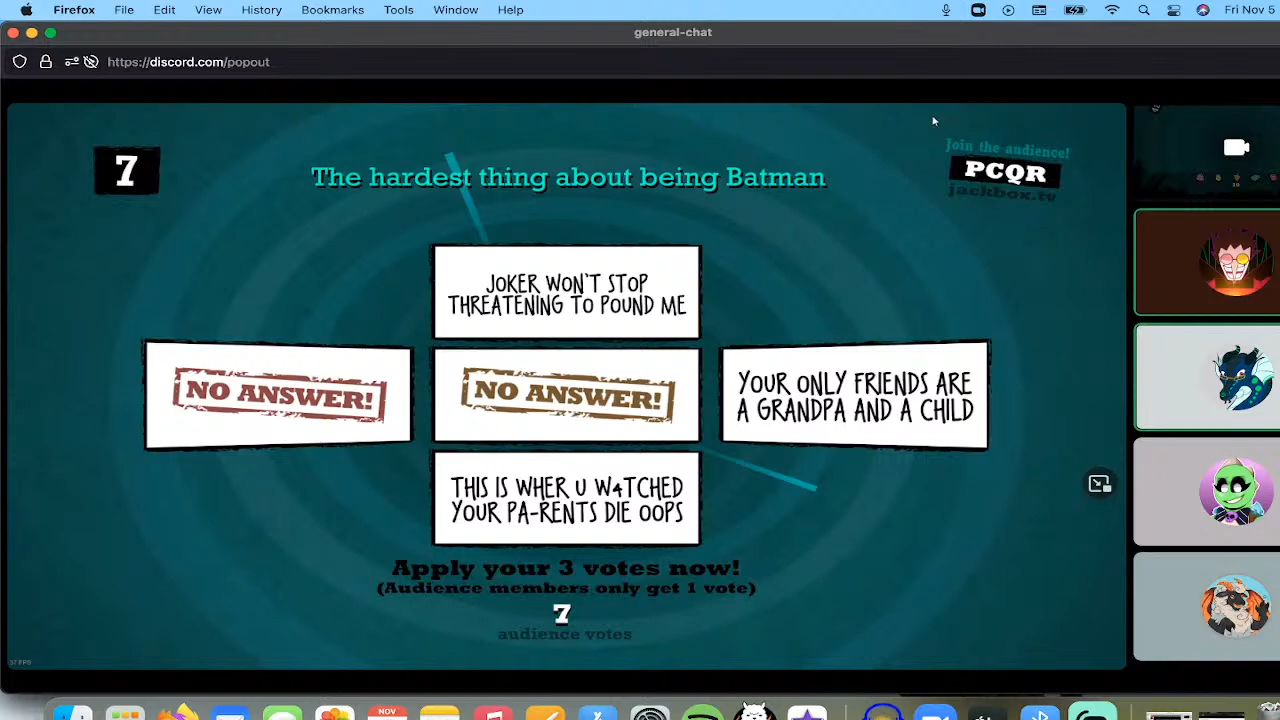 Firefox File Edit View History Bookmarks Tools Window Help Fri Nov 5
general-chat
https://discord.com/popout
7
The hardest thing about being Batman
Join the audience!
PCQR
jackbox.tv
JOKER WON'T STOP
THREATENING TO POUND ME
NO ANSWER!
NO ANSWER!
YOUR ONLY FRIENDS ARE
A GRANDPA AND A CHILD
THIS IS WHER U W4TCHED
YOUR PA-RENTS DIE OOPS
Apply your 3 votes now!
(Audience members only get 1 vote)
7
audience votes
37 FPS
NOV